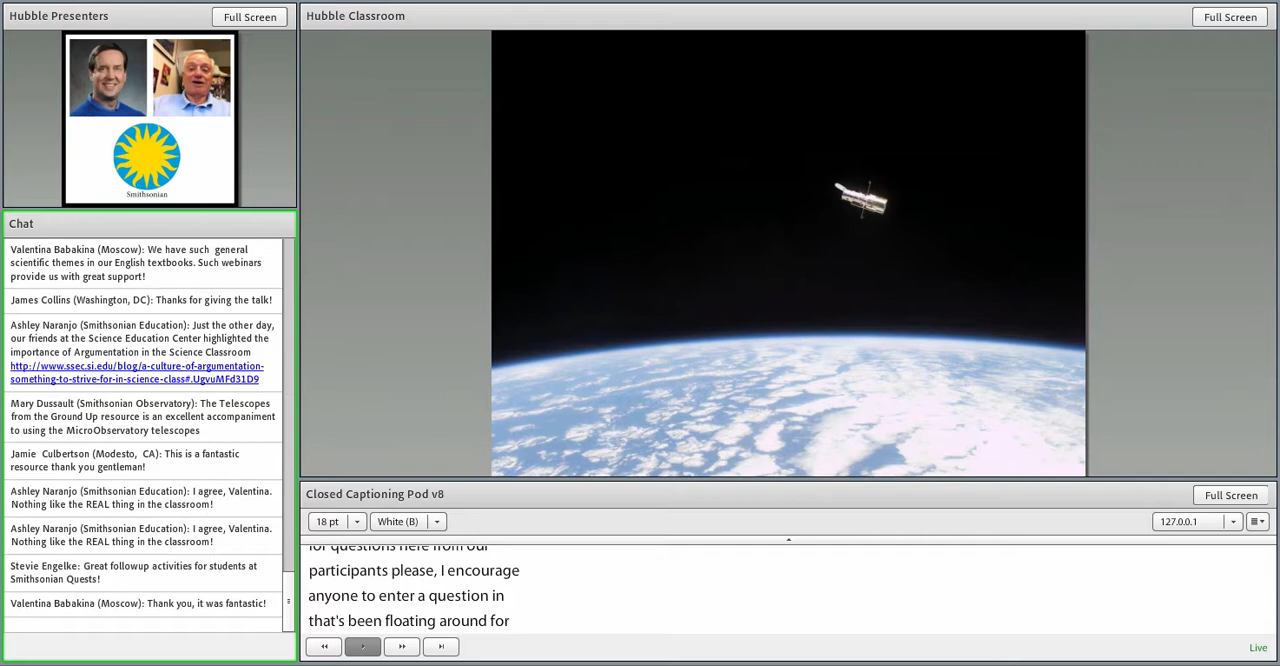 Hubble Presenters
Full Screen
Smithsonian
Chat
Valentina Babakina (Moscow): We have such  general
scientific themes in our English textbooks. Such webinars
provide us with great support!
James Collins (Washington, DC): Thanks for giving the talk!
Ashley Naranjo (Smithsonian Education): Just the other day,
our friends at the Science Education Center highlighted the
importance of Argumentation in the Science Classroom
http://www.ssec.si.edu/blog/a-culture-of-argumentation-
something-to-strive-for-in-science-class#.UgvuMFd31D9
Mary Dussault (Smithsonian Observatory): The Telescopes
from the Ground Up resource is an excellent accompaniment
to using the MicroObservatory telescopes
Jamie  Culbertson (Modesto,  CA): This is a fantastic
resource thank you gentleman!
Ashley Naranjo (Smithsonian Education): I agree, Valentina.
Nothing like the REAL thing in the classroom!
Ashley Naranjo (Smithsonian Education): I agree, Valentina.
Nothing like the REAL thing in the classroom!
Stevie Engelke: Great followup activities for students at
Smithsonian Quests!
Valentina Babakina (Moscow): Thank you, it was fantastic!
Hubble Classroom
Full Screen
Closed Captioning Pod v8
Full Screen
18 pt
White (B)
127.0.0.1
for questions here from our
participants please, I encourage
anyone to enter a question in
that's been floating around for
Live